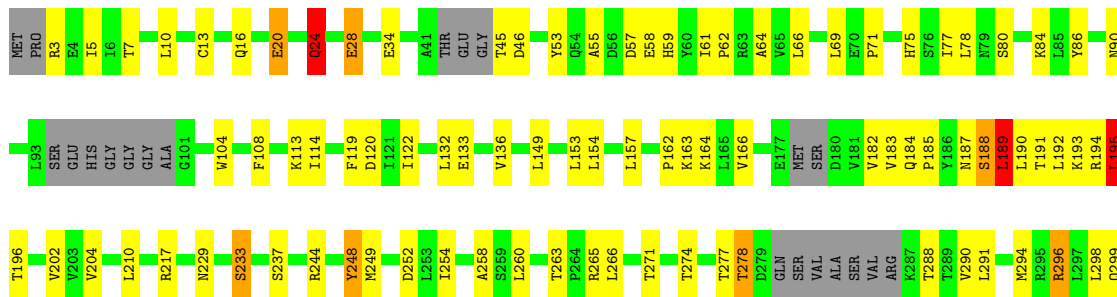 MET PRO R3 E4 I5 I6 T7 L10 C13 Q16 E20 Q24 E28 E34 A41 THR GLU GLY T45 D46 Y53 Q54 A55 D56 D57 E58 H59 Y60 I61 P62 R63 A64 V65 L66 L69 E70 P71 H75 S76 I77 L78 N79 S80 K84 L85 Y86 N90
L93 SER GLU HIS GLY GLY GLY ALA G101 W104 F108 K113 I114 F119 D120 I121 I122 L132 E133 V136 L149 L153 L154 L157 P162 K163 K164 L165 V166 E177 MET SER D180 V181 V182 V183 Q184 P185 Y186 N187 S188 L189 L190 T191 L192 K193 R194 L195
T196 V202 V203 V204 L210 R217 N229 S233 S237 R244 Y248 M249 D252 L253 I254 A258 S259 L260 T263 P264 R265 L266 T271 T274 T277 T278 D279 GLN SER VAL ALA SER VAL ARG K287 T288 T289 V290 L291 M294 R295 R296 L297 L298 D299